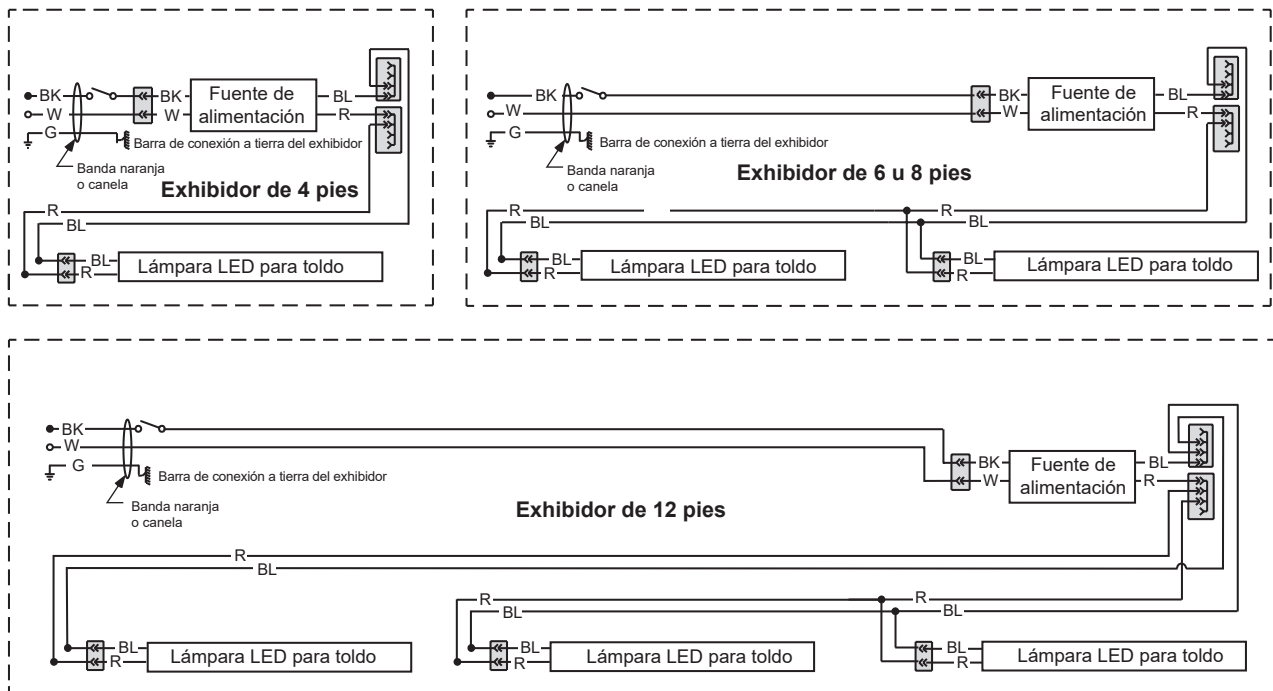 BK
BK
Fuente de
alimentación
BL
W
W
R
G
Barra de conexión a tierra del exhibidor
Banda naranja
o canela
Exhibidor de 4 pies
R
BL
BL
R
Lámpara LED para toldo
BK
BK
Fuente de
alimentación
BL
W
W
R
G
Barra de conexión a tierra del exhibidor
Banda naranja
o canela
Exhibidor de 6 u 8 pies
R
R
BL
BL
BL
R
Lámpara LED para toldo
BL
R
Lámpara LED para toldo
BK
W
G
Barra de conexión a tierra del exhibidor
Banda naranja
o canela
BK
W
Fuente de
alimentación
BL
R
Exhibidor de 12 pies
R
BL
R
R
BL
BL
BL
R
Lámpara LED para toldo
BL
R
Lámpara LED para toldo
BL
R
Lámpara LED para toldo